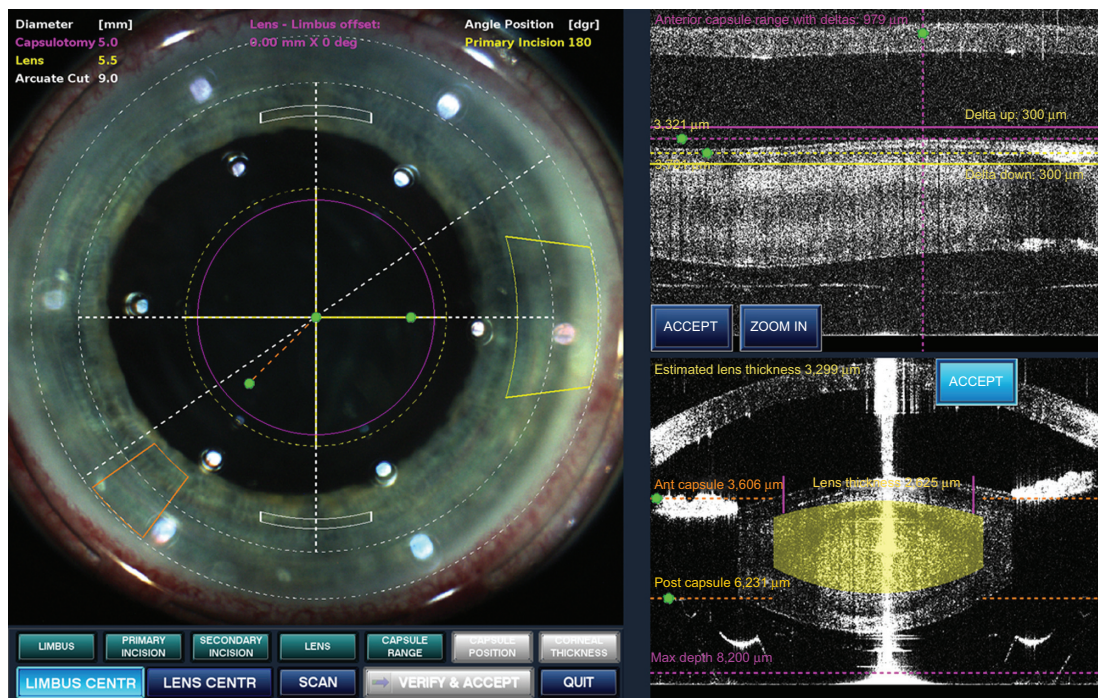 Diameter [mm]
Capsulotomy 5.0
Lens 5.5
Arcuate Cut 9.0
Lens - Limbus offset:
0.00 mm X 0 deg
Angle Position [dgr]
Primary Incision 180
Anterior capsule range with deltas: 979 µm
Delta up: 300 µm
3,321 µm
Delta down: 300 µm
ACCEPT
ZOOM IN
Estimated lens thickness 3,299 µm
ACCEPT
Ant capsule 3,606 µm
Lens thickness 2,625 µm
Post capsule 6,231 µm
Max depth 8,200 µm
LIMBUS
PRIMARY
INCISION
SECONDARY
INCISION
LENS
CAPSULE
RANGE
CAPSULE
POSITION
CORNEAL
THICKNESS
LIMBUS CENTR
LENS CENTR
SCAN
VERIFY & ACCEPT
QUIT